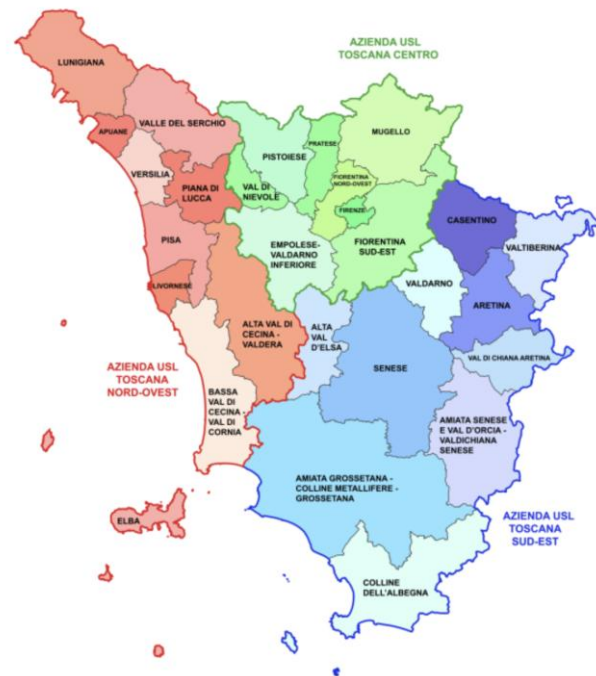 AZIENDA USL
TOSCANA CENTRO
LUNIGIANA
VALLE DEL SERCHIO
APUANE
PRATESE
MUGELLO
PISTOIESE
VERSILIA
FIORENTINA
NORD-OVEST
PIANA DI
LUCCA
VAL DI
NIEVOLE
FIRENZE
CASENTINO
PISA
EMPOLESE-
VALDARNO
INFERIORE
FIORENTINA
SUD-EST
VALTIBERINA
LIVORNESE
VALDARNO
ARETINA
ALTA VAL DI
CECINA -
VALDERA
ALTA
VAL
D'ELSA
VAL DI CHIANA ARETINA
SENESE
AZIENDA USL
TOSCANA
NORD-OVEST
BASSA
VAL DI
CECINA -
VAL DI
CORNIA
AMIATA SENESE
E VAL D'ORCIA -
VALDICHIANA
SENESE
AMIATA GROSSETANA -
COLLINE METALLIFERE -
GROSSETANA
ELBA
AZIENDA USL
TOSCANA
SUD-EST
COLLINE
DELL'ALBEGNA